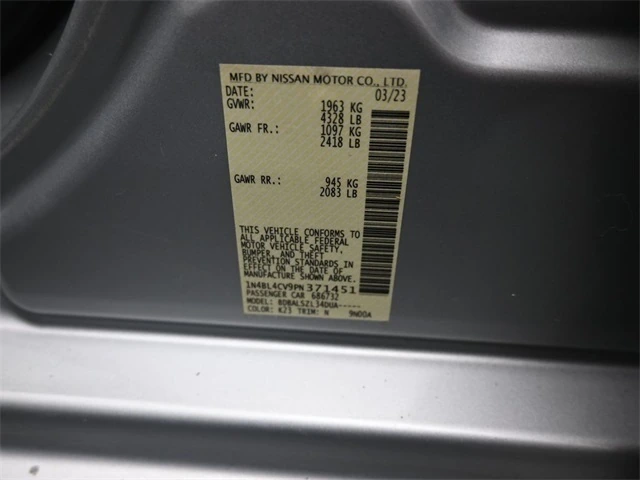 MFD BY NISSAN MOTOR CO., LTD.
DATE: 03/23
GVWR: 1963 KG
4328 LB
GAWR FR.: 1097 KG
2418 LB
GAWR RR.: 945 KG
2083 LB
THIS VEHICLE CONFORMS TO
ALL APPLICABLE FEDERAL
MOTOR VEHICLE SAFETY,
BUMPER, AND THEFT
PREVENTION STANDARDS IN
EFFECT ON THE DATE OF
MANUFACTURE SHOWN ABOVE.
1N4BL4CV9PN371451
PASSENGER CAR 686732
MODEL: BDBALSZL34DUA-----
COLOR: K23 TRIM: N 9N00A